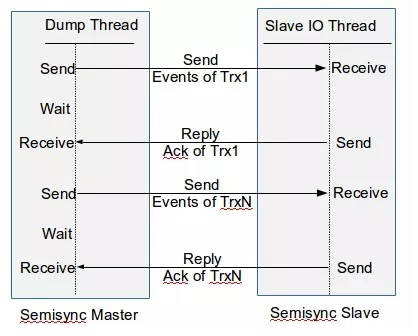 Dump Thread
Slave IO Thread
Send
Send
Receive
Events of Trx1
Wait
Reply
Receive
Send
Ack of Trx1
Send
Send
Receive
Events of TrxN
Wait
Reply
Receive
Send
Ack of TrxN
Semisync Master
Semisync Slave